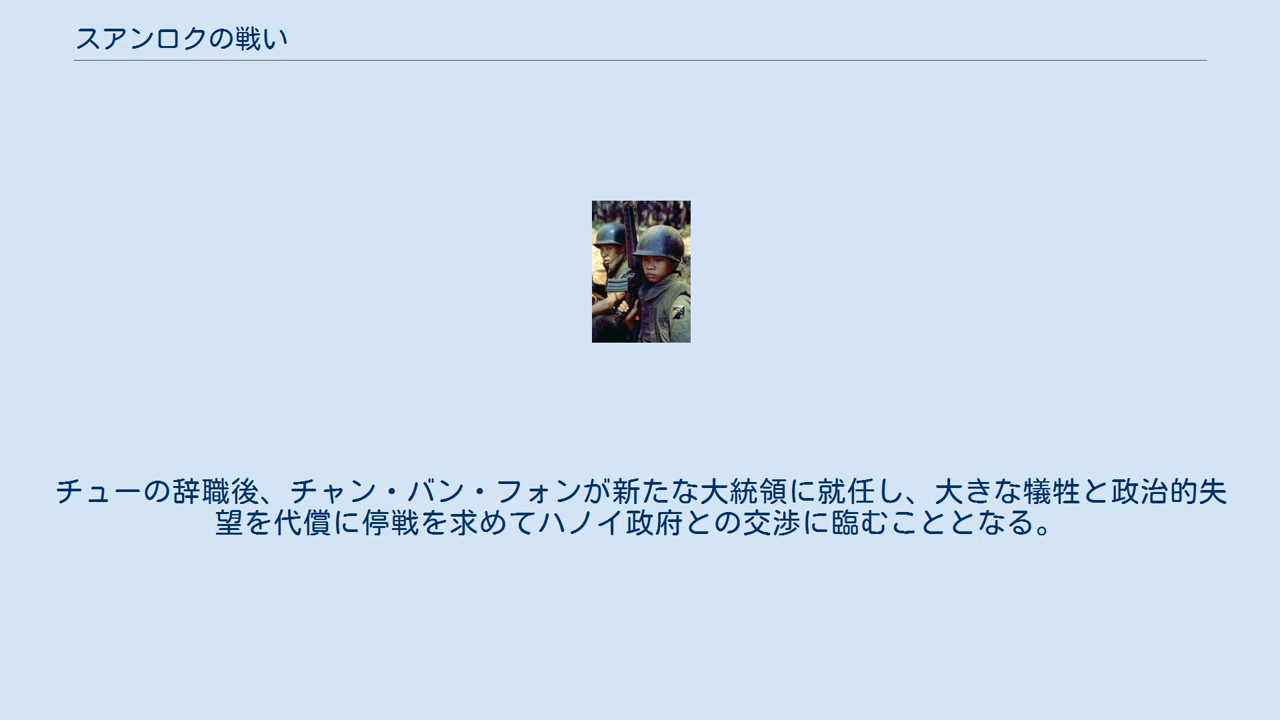 スアンロクの戦い
チューの辞職後、チャン・バン・フォンが新たな大統領に就任し、大きな犠牲と政治的失
望を代償に停戦を求めてハノイ政府との交渉に臨むこととなる。